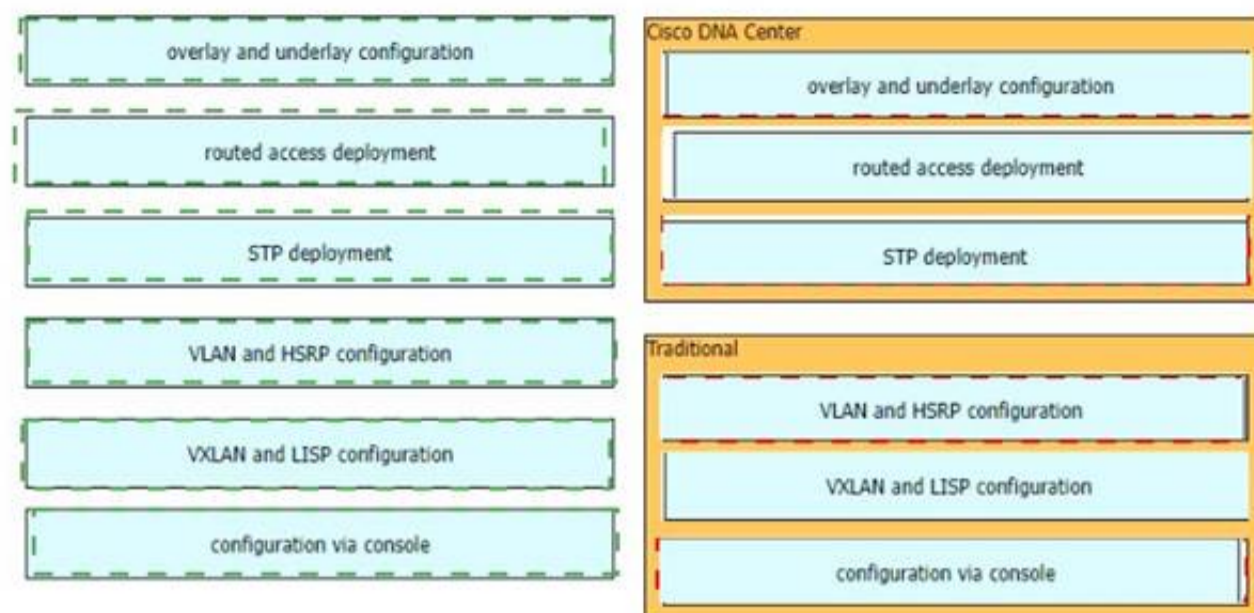 overlay and underlay configuration
routed access deployment
STP deployment
VLAN and HSRP configuration
VXLAN and LISP configuration
configuration via console
Cisco DNA Center
overlay and underlay configuration
routed access deployment
STP deployment
Traditional
VLAN and HSRP configuration
VXLAN and LISP configuration
configuration via console